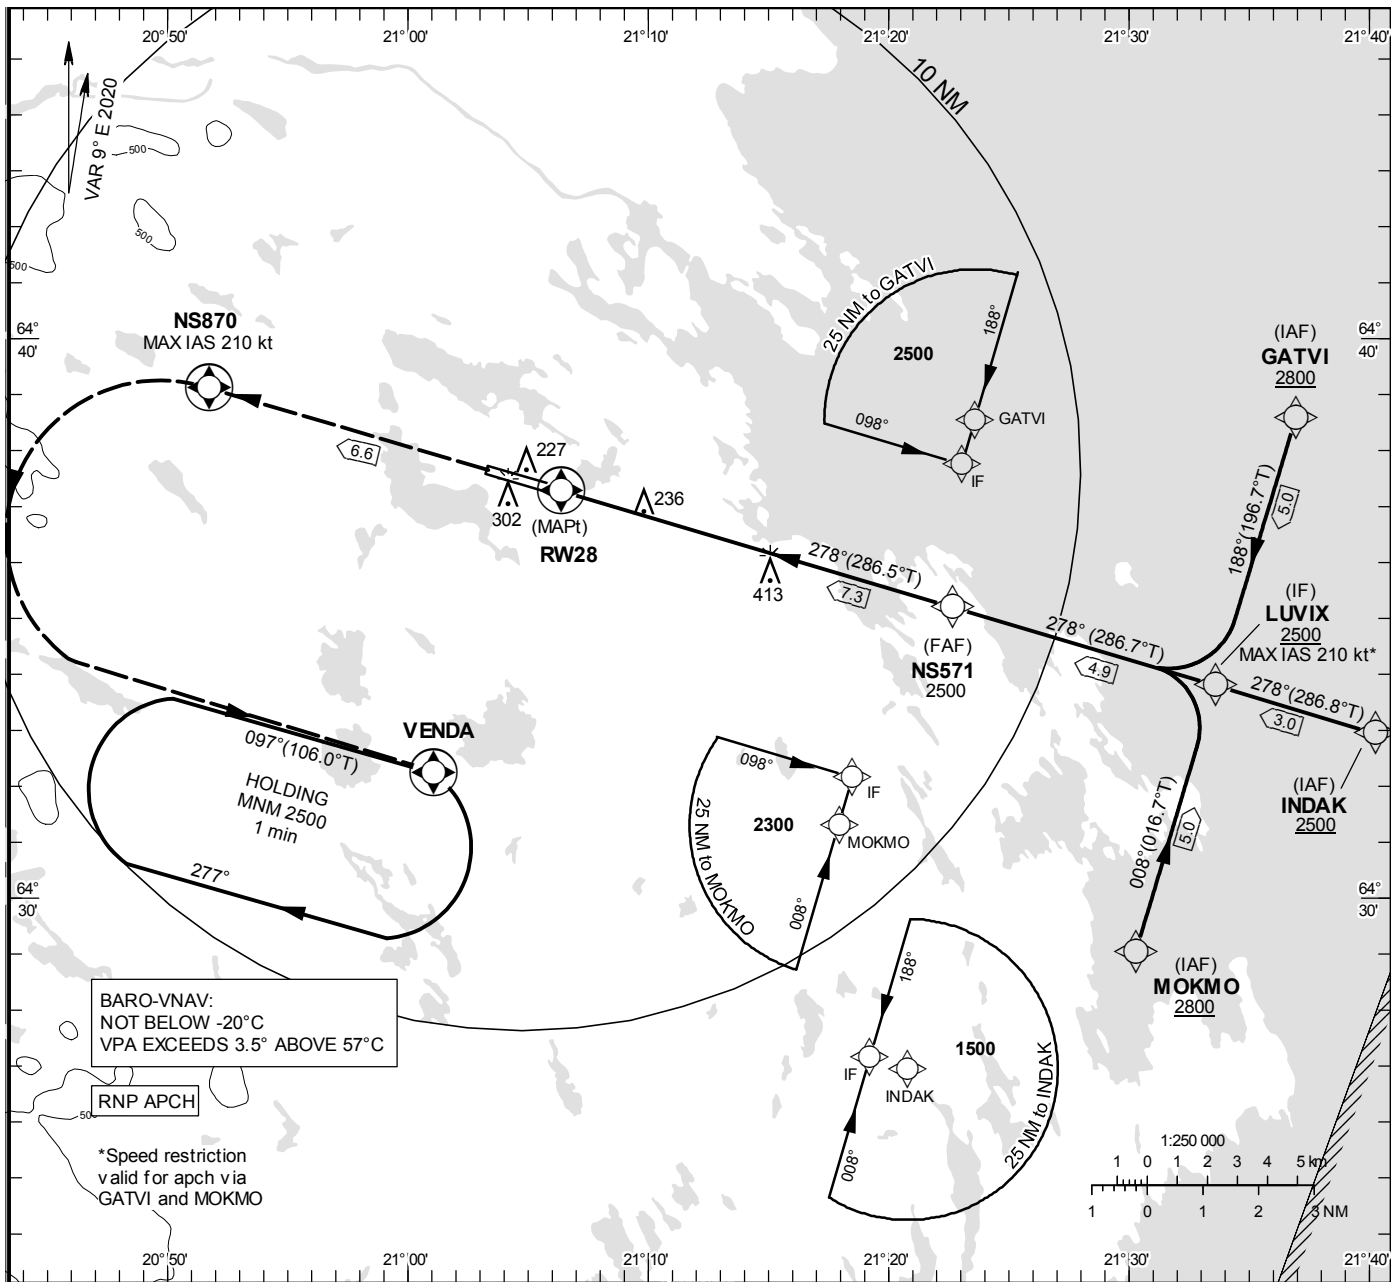 20°50'
21°00'
21°10'
21°20'
21°30'
21°40'
VAR 9° E 2020
10 NM
500
500
500
64°
40'
64°
40'
NS870
MAX IAS 210 kt
6.6
227
302
(MAPt)
RW28
236
413
25 NM to GATVI
2500
188°
098°
GATVI
IF
(IAF)
GATVI
2800
188°(196.7°T)
5.0
278°(286.5°T)
7.3
(FAF)
NS571
2500
278° (286.7°T)
4.9
(IF)
LUVIX
2500
MAX IAS 210 kt*
278°(286.8°T)
3.0
(IAF)
INDAK
2500
VENDA
097°(106.0°T)
HOLDING
MNM 2500
1 min
277°
098°
IF
2300
MOKMO
25 NM to MOKMO
008°
008°(016.7°T)
5.0
64°
30'
64°
30'
(IAF)
MOKMO
2800
188°
1500
IF
INDAK
25 NM to INDAK
008°
BARO-VNAV:
NOT BELOW -20°C
VPA EXCEEDS 3.5° ABOVE 57°C
RNP APCH
500
*Speed restriction
valid for apch via
GATVI and MOKMO
1:250 000
1 0 1 2 3 4 5 km
1 0 1 2 3 NM
20°50'
21°00'
21°10'
21°20'
21°30'
21°40'